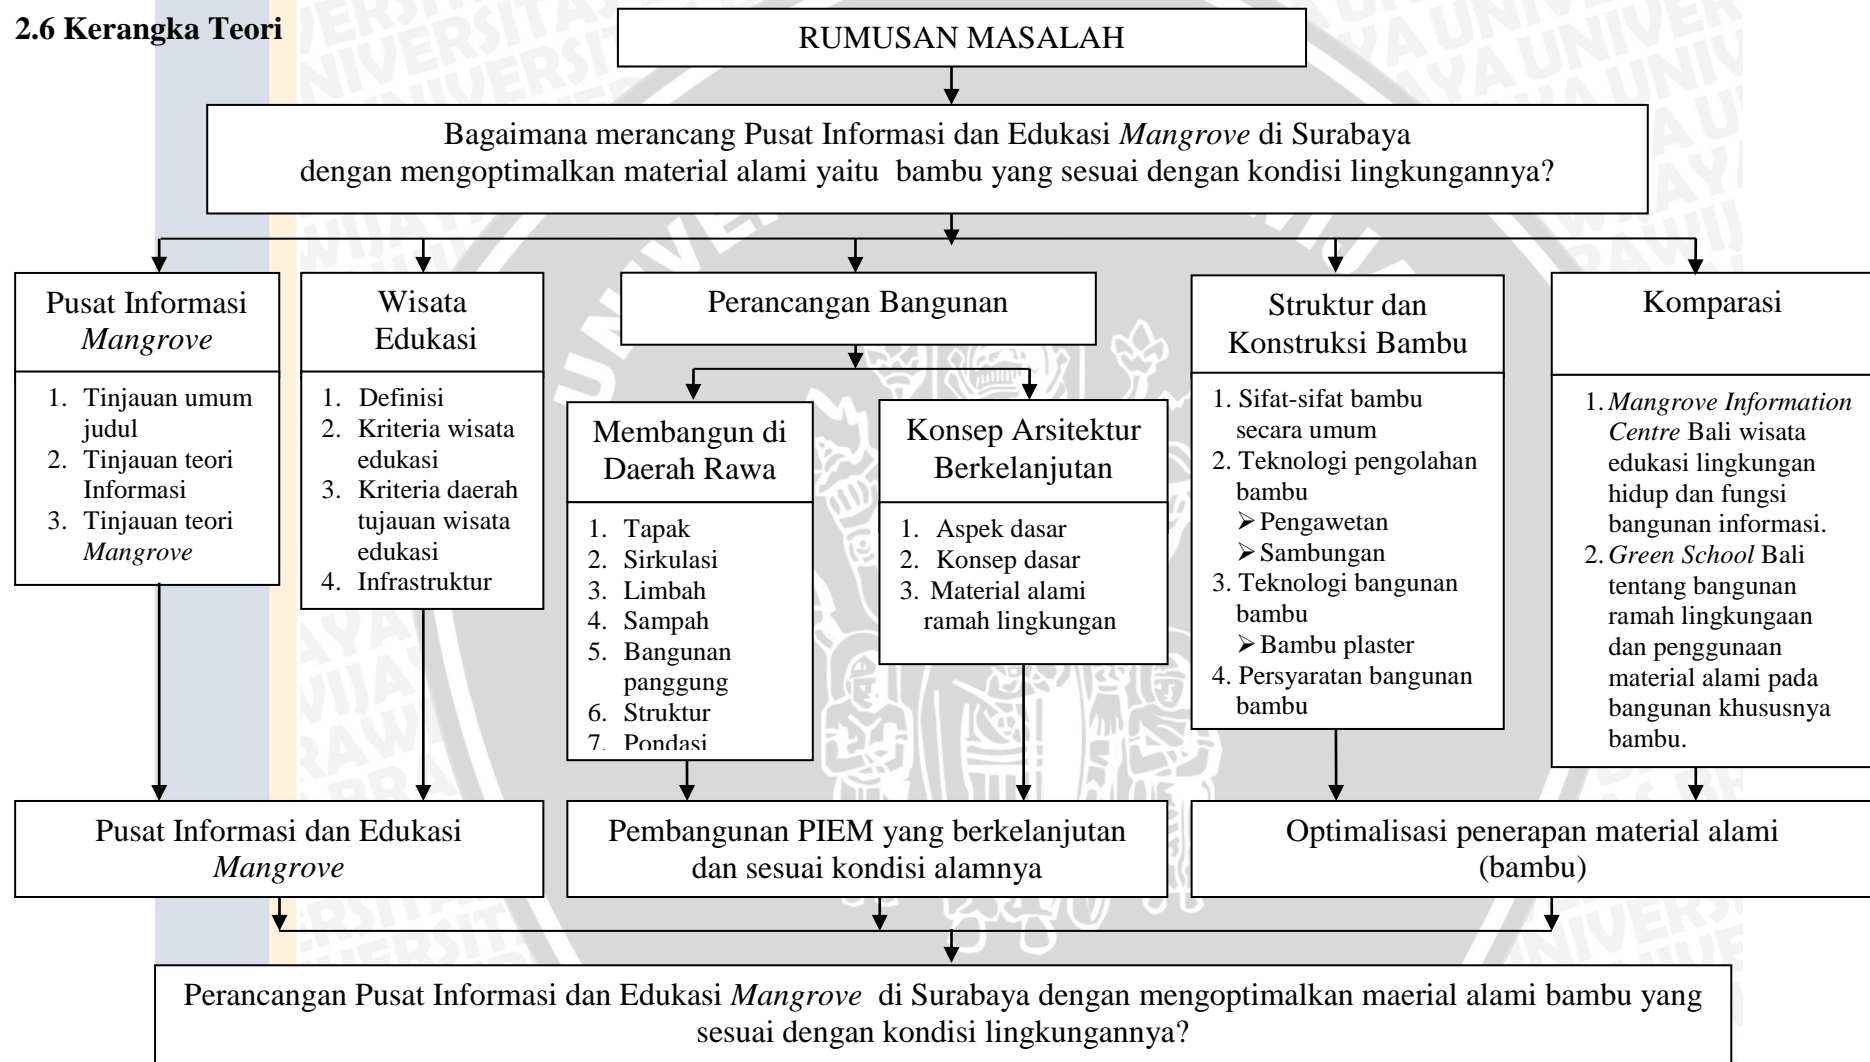 2.6 Kerangka Teori
RUMUSAN MASALAH
Bagaimana merancang Pusat Informasi dan Edukasi Mangrove di Surabaya
dengan mengoptimalkan material alami yaitu bambu yang sesuai dengan kondisi lingkungannya?
Pusat Informasi
Mangrove
1. Tinjauan umum
judul
2. Tinjauan teori
Informasi
3. Tinjauan teori
Mangrove
Wisata
Edukasi
1. Definisi
2. Kriteria wisata
edukasi
3. Kriteria daerah
tujauan wisata
edukasi
4. Infrastruktur
Perancangan Bangunan
Membangun di
Daerah Rawa
1. Tapak
2. Sirkulasi
3. Limbah
4. Sampah
5. Bangunan
panggung
6. Struktur
7. Pondasi
Konsep Arsitektur
Berkelanjutan
1. Aspek dasar
2. Konsep dasar
3. Material alami
ramah lingkungan
Struktur dan
Konstruksi Bambu
1. Sifat-sifat bambu
secara umum
2. Teknologi pengolahan
bambu
➢ Pengawetan
➢ Sambungan
3. Teknologi bangunan
bambu
➢ Bambu plaster
4. Persyaratan bangunan
bambu
Komparasi
1. Mangrove Information
Centre Bali wisata
edukasi lingkungan
hidup dan fungsi
bangunan informasi.
2. Green School Bali
tentang bangunan
ramah lingkungaan
dan penggunaan
material alami pada
bangunan khususnya
bambu.
Pusat Informasi dan Edukasi
Mangrove
Pembangunan PIEM yang berkelanjutan
dan sesuai kondisi alamnya
Optimalisasi penerapan material alami
(bambu)
Perancangan Pusat Informasi dan Edukasi Mangrove di Surabaya dengan mengoptimalkan maerial alami bambu yang
sesuai dengan kondisi lingkungannya?